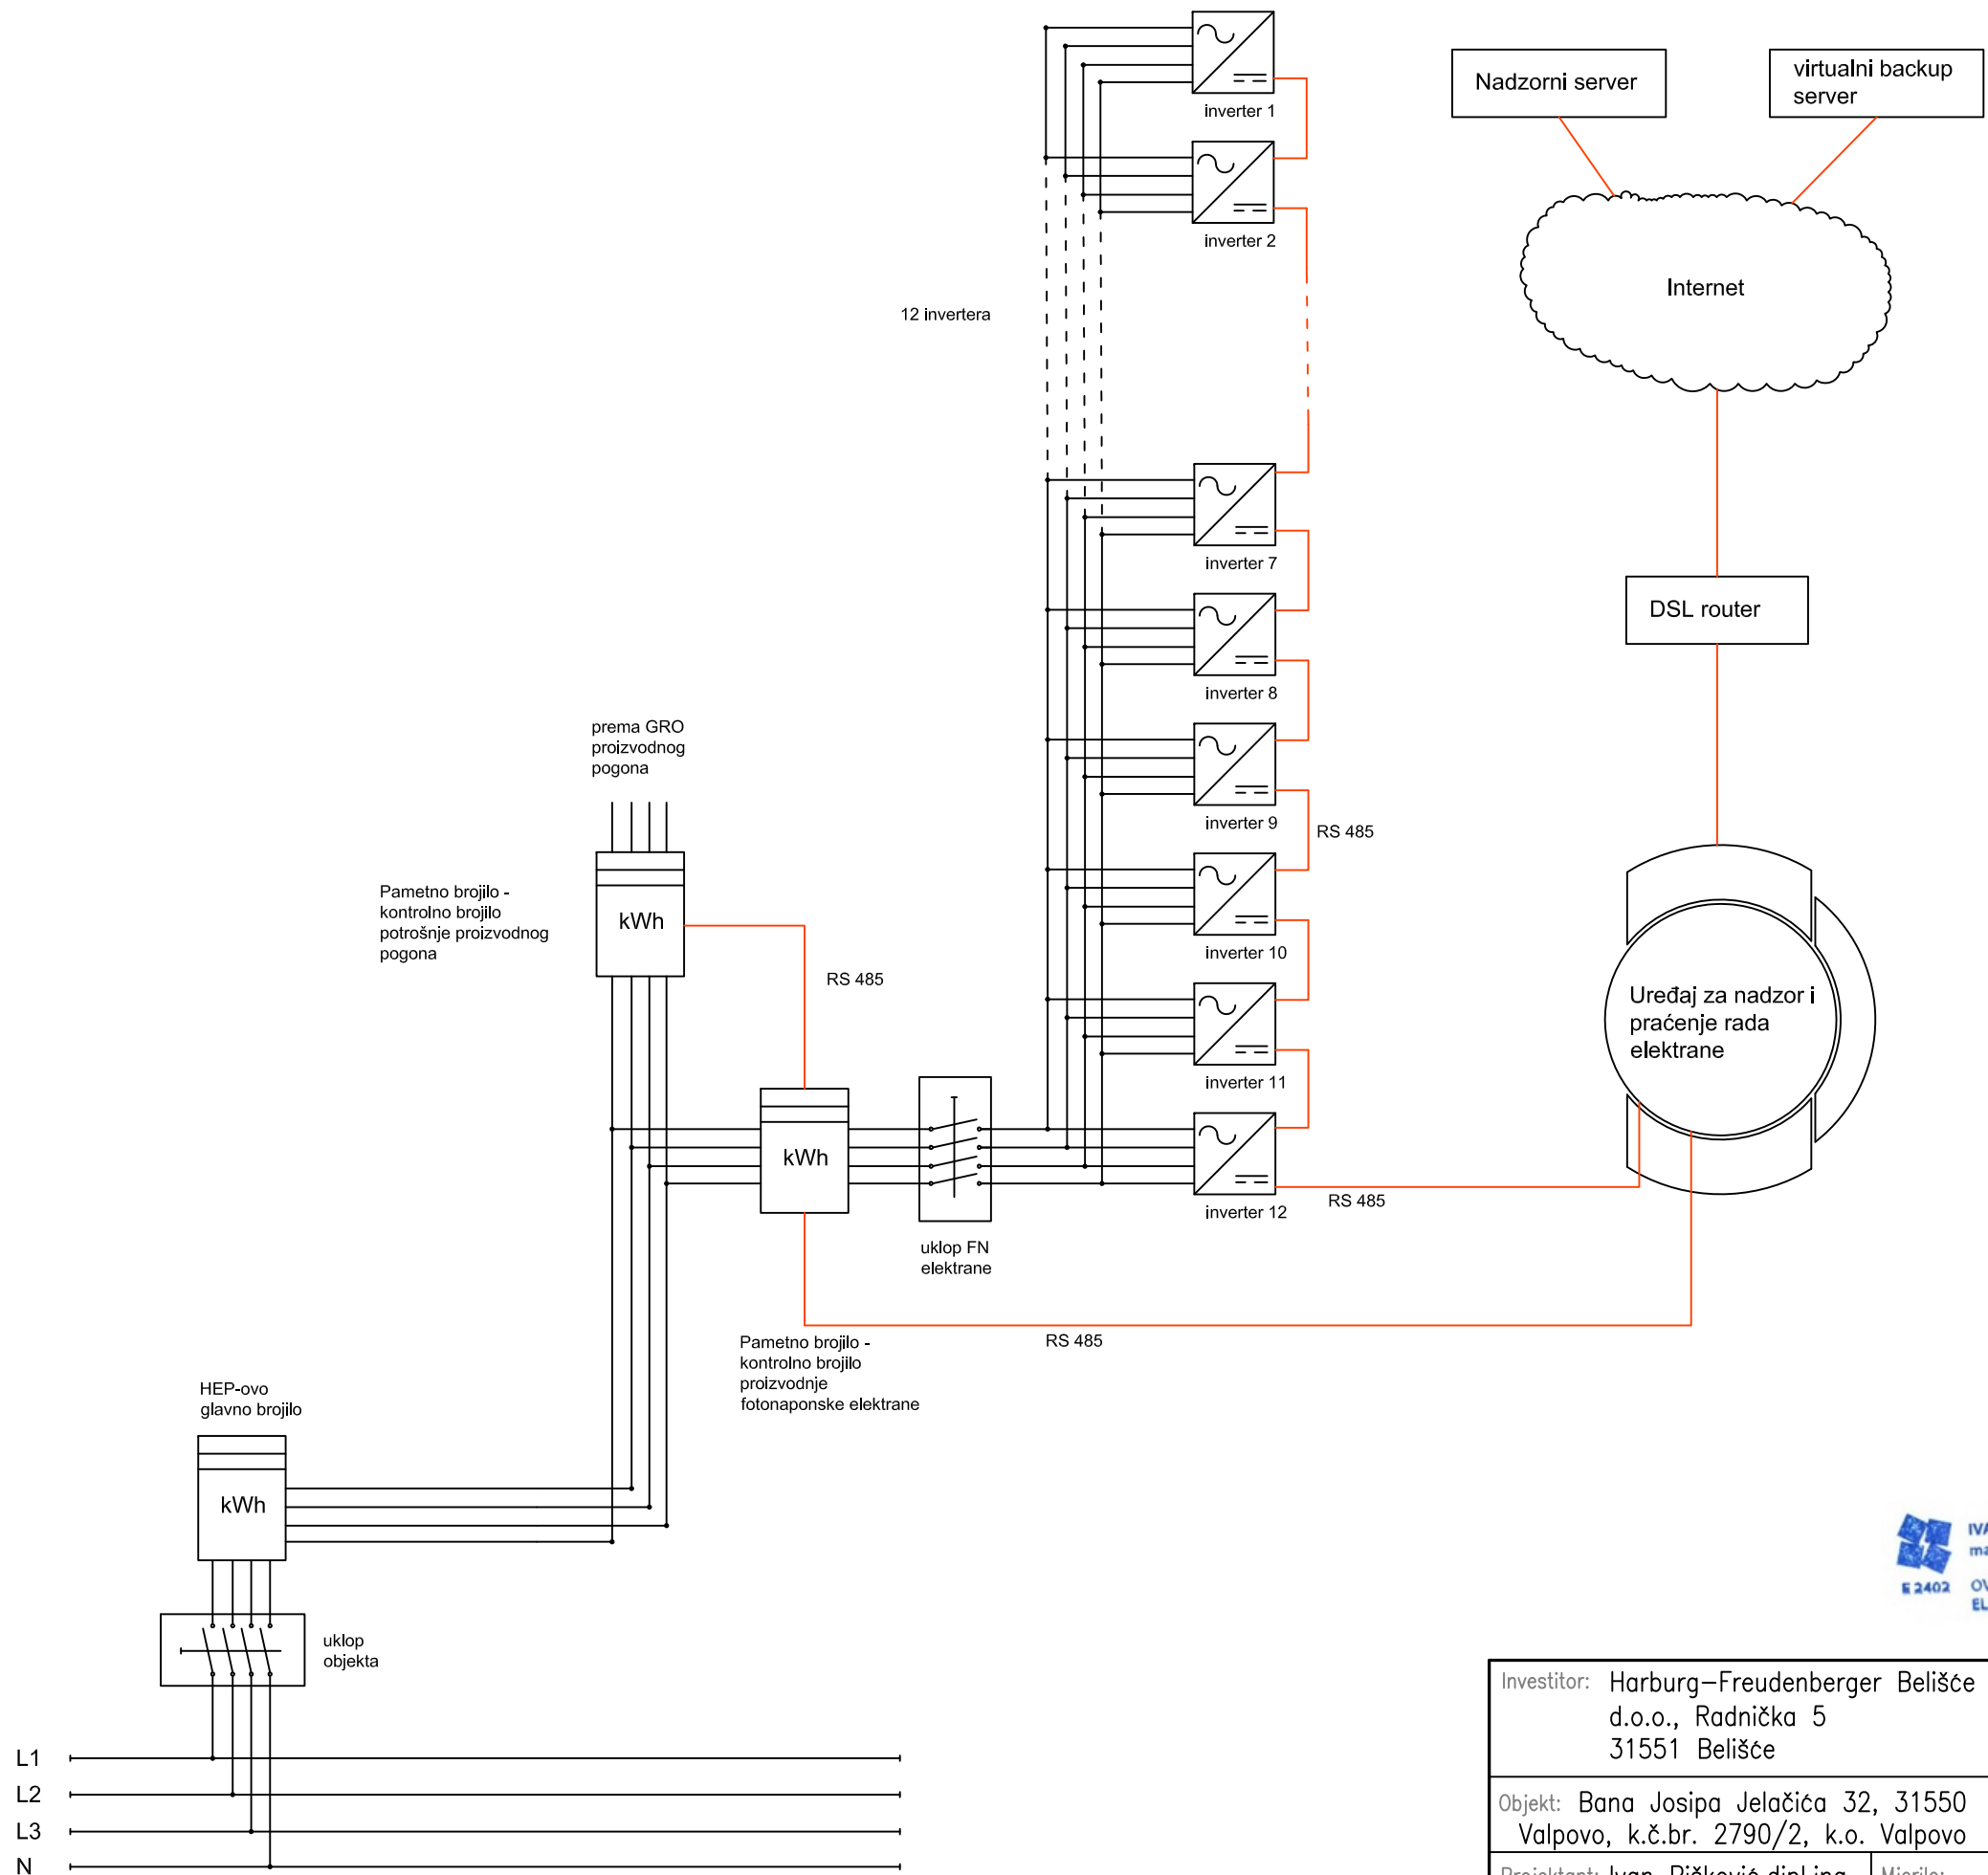 inverter 1
inverter 2
12 invertera
inverter 7
inverter 8
inverter 9
RS 485
inverter 10
inverter 11
inverter 12
RS 485
Nadzorni server
virtualni backup
server
Internet
DSL router
Uređaj za nadzor i
praćenje rada
elektrane
prema GRO
proizvodnog
pogona
Pametno brojilo -
kontrolno brojilo
potrošnje proizvodnog
pogona
kWh
RS 485
kWh
uklop FN
elektrane
RS 485
Pametno brojilo -
kontrolno brojilo
proizvodnje
fotonaponske elektrane
HEP-ovo
glavno brojilo
kWh
uklop
objekta
L1
L2
L3
N
E 2402
Investitor: Harburg-Freudenberger Belišće
d.o.o., Radnička 5
31551 Belišće
Objekt: Bana Josipa Jelačića 32, 31550
Valpovo, k.č.br. 2790/2, k.o. Valpovo
Projektant: Ivan
Mjerilo: